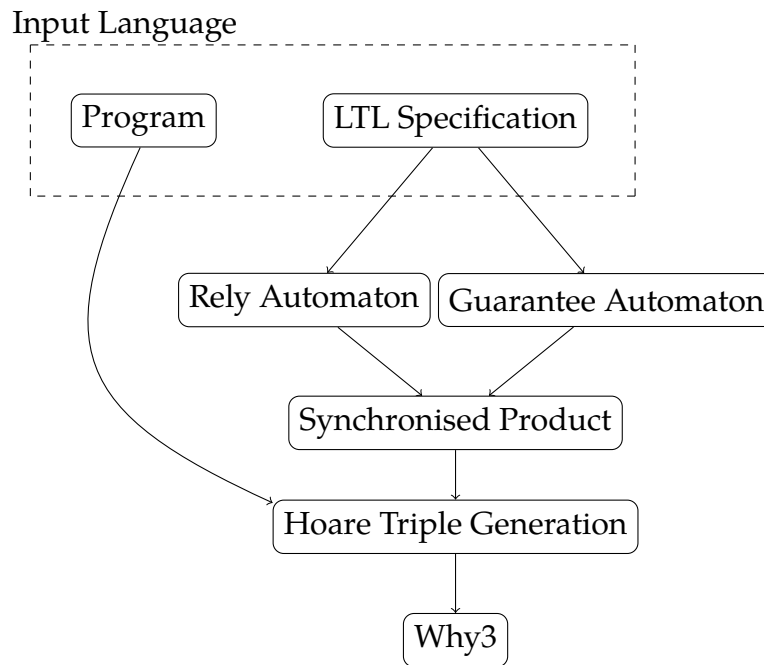 Input Language
Program
LTL Specification
Rely Automaton
Guarantee Automaton
Synchronised Product
Hoare Triple Generation
Why3